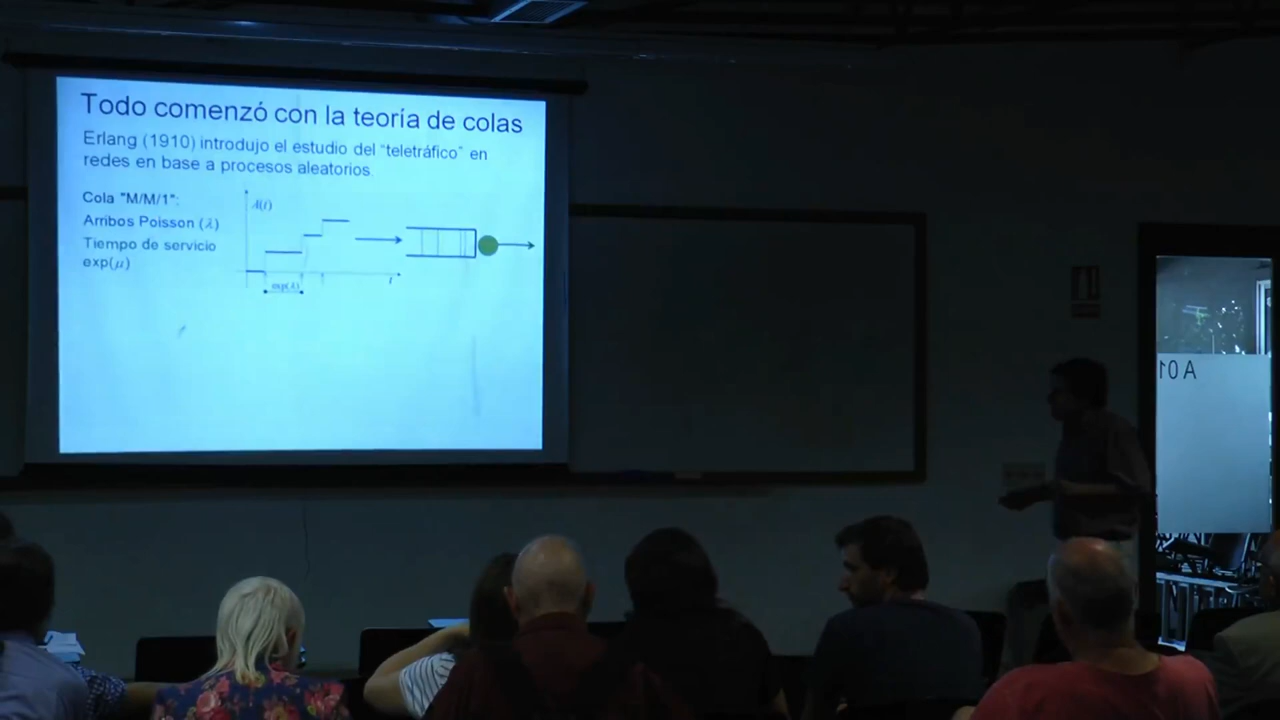 Todo comenzó con la teoría de colas
Erlang (1910) introdujo el estudio del "teletráfico" en
redes en base a procesos aleatorios.
Cola "M/M/1":
Arribos Poisson (λ)
Tiempo de servicio
exp(μ)
A(t)
exp(λ)
t
A 01